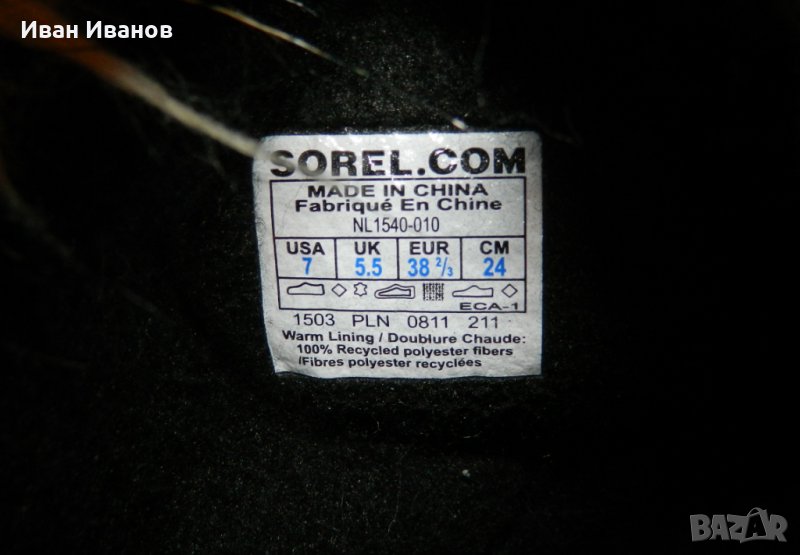 Иван Иванов
SOREL.COM
MADE IN CHINA
Fabriqué En Chine
NL1540-010
USA UK EUR CM
7 5.5 38 2/3 24
ECA-1
1503 PLN 0811 211
Warm Lining / Doublure Chaude:
100% Recycled polyester fibers
/Fibres polyester recyclées
BAZAR